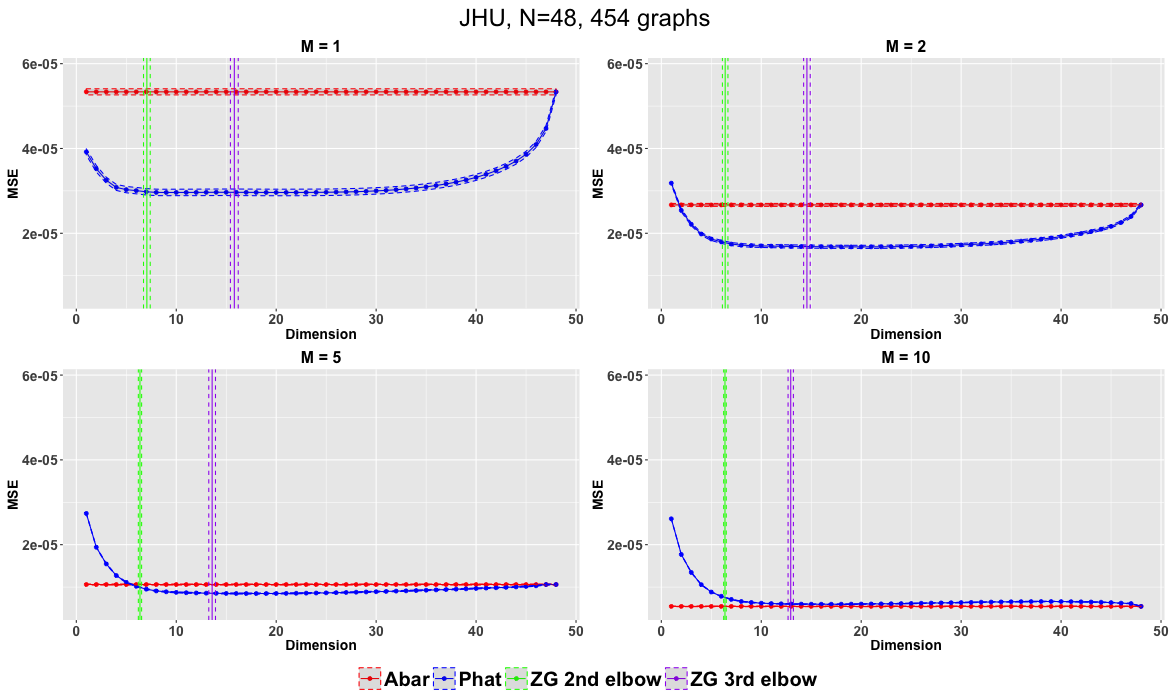 JHU, N=48, 454 graphs
M = 1
M = 2
6e-05
4e-05
2e-05
MSE
0 10 20 30 40 50
Dimension
6e-05
4e-05
2e-05
MSE
0 10 20 30 40 50
Dimension
M = 5
M = 10
6e-05
4e-05
2e-05
MSE
0 10 20 30 40 50
Dimension
6e-05
4e-05
2e-05
MSE
0 10 20 30 40 50
Dimension
Abar Phat ZG 2nd elbow ZG 3rd elbow